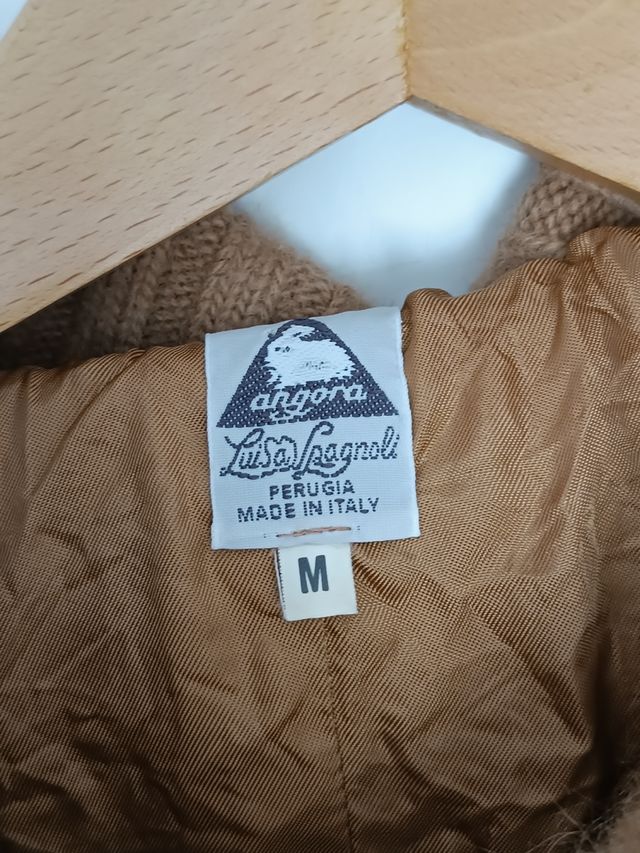 angora
Luisa Spagnoli
PERUGIA
MADE IN ITALY
M